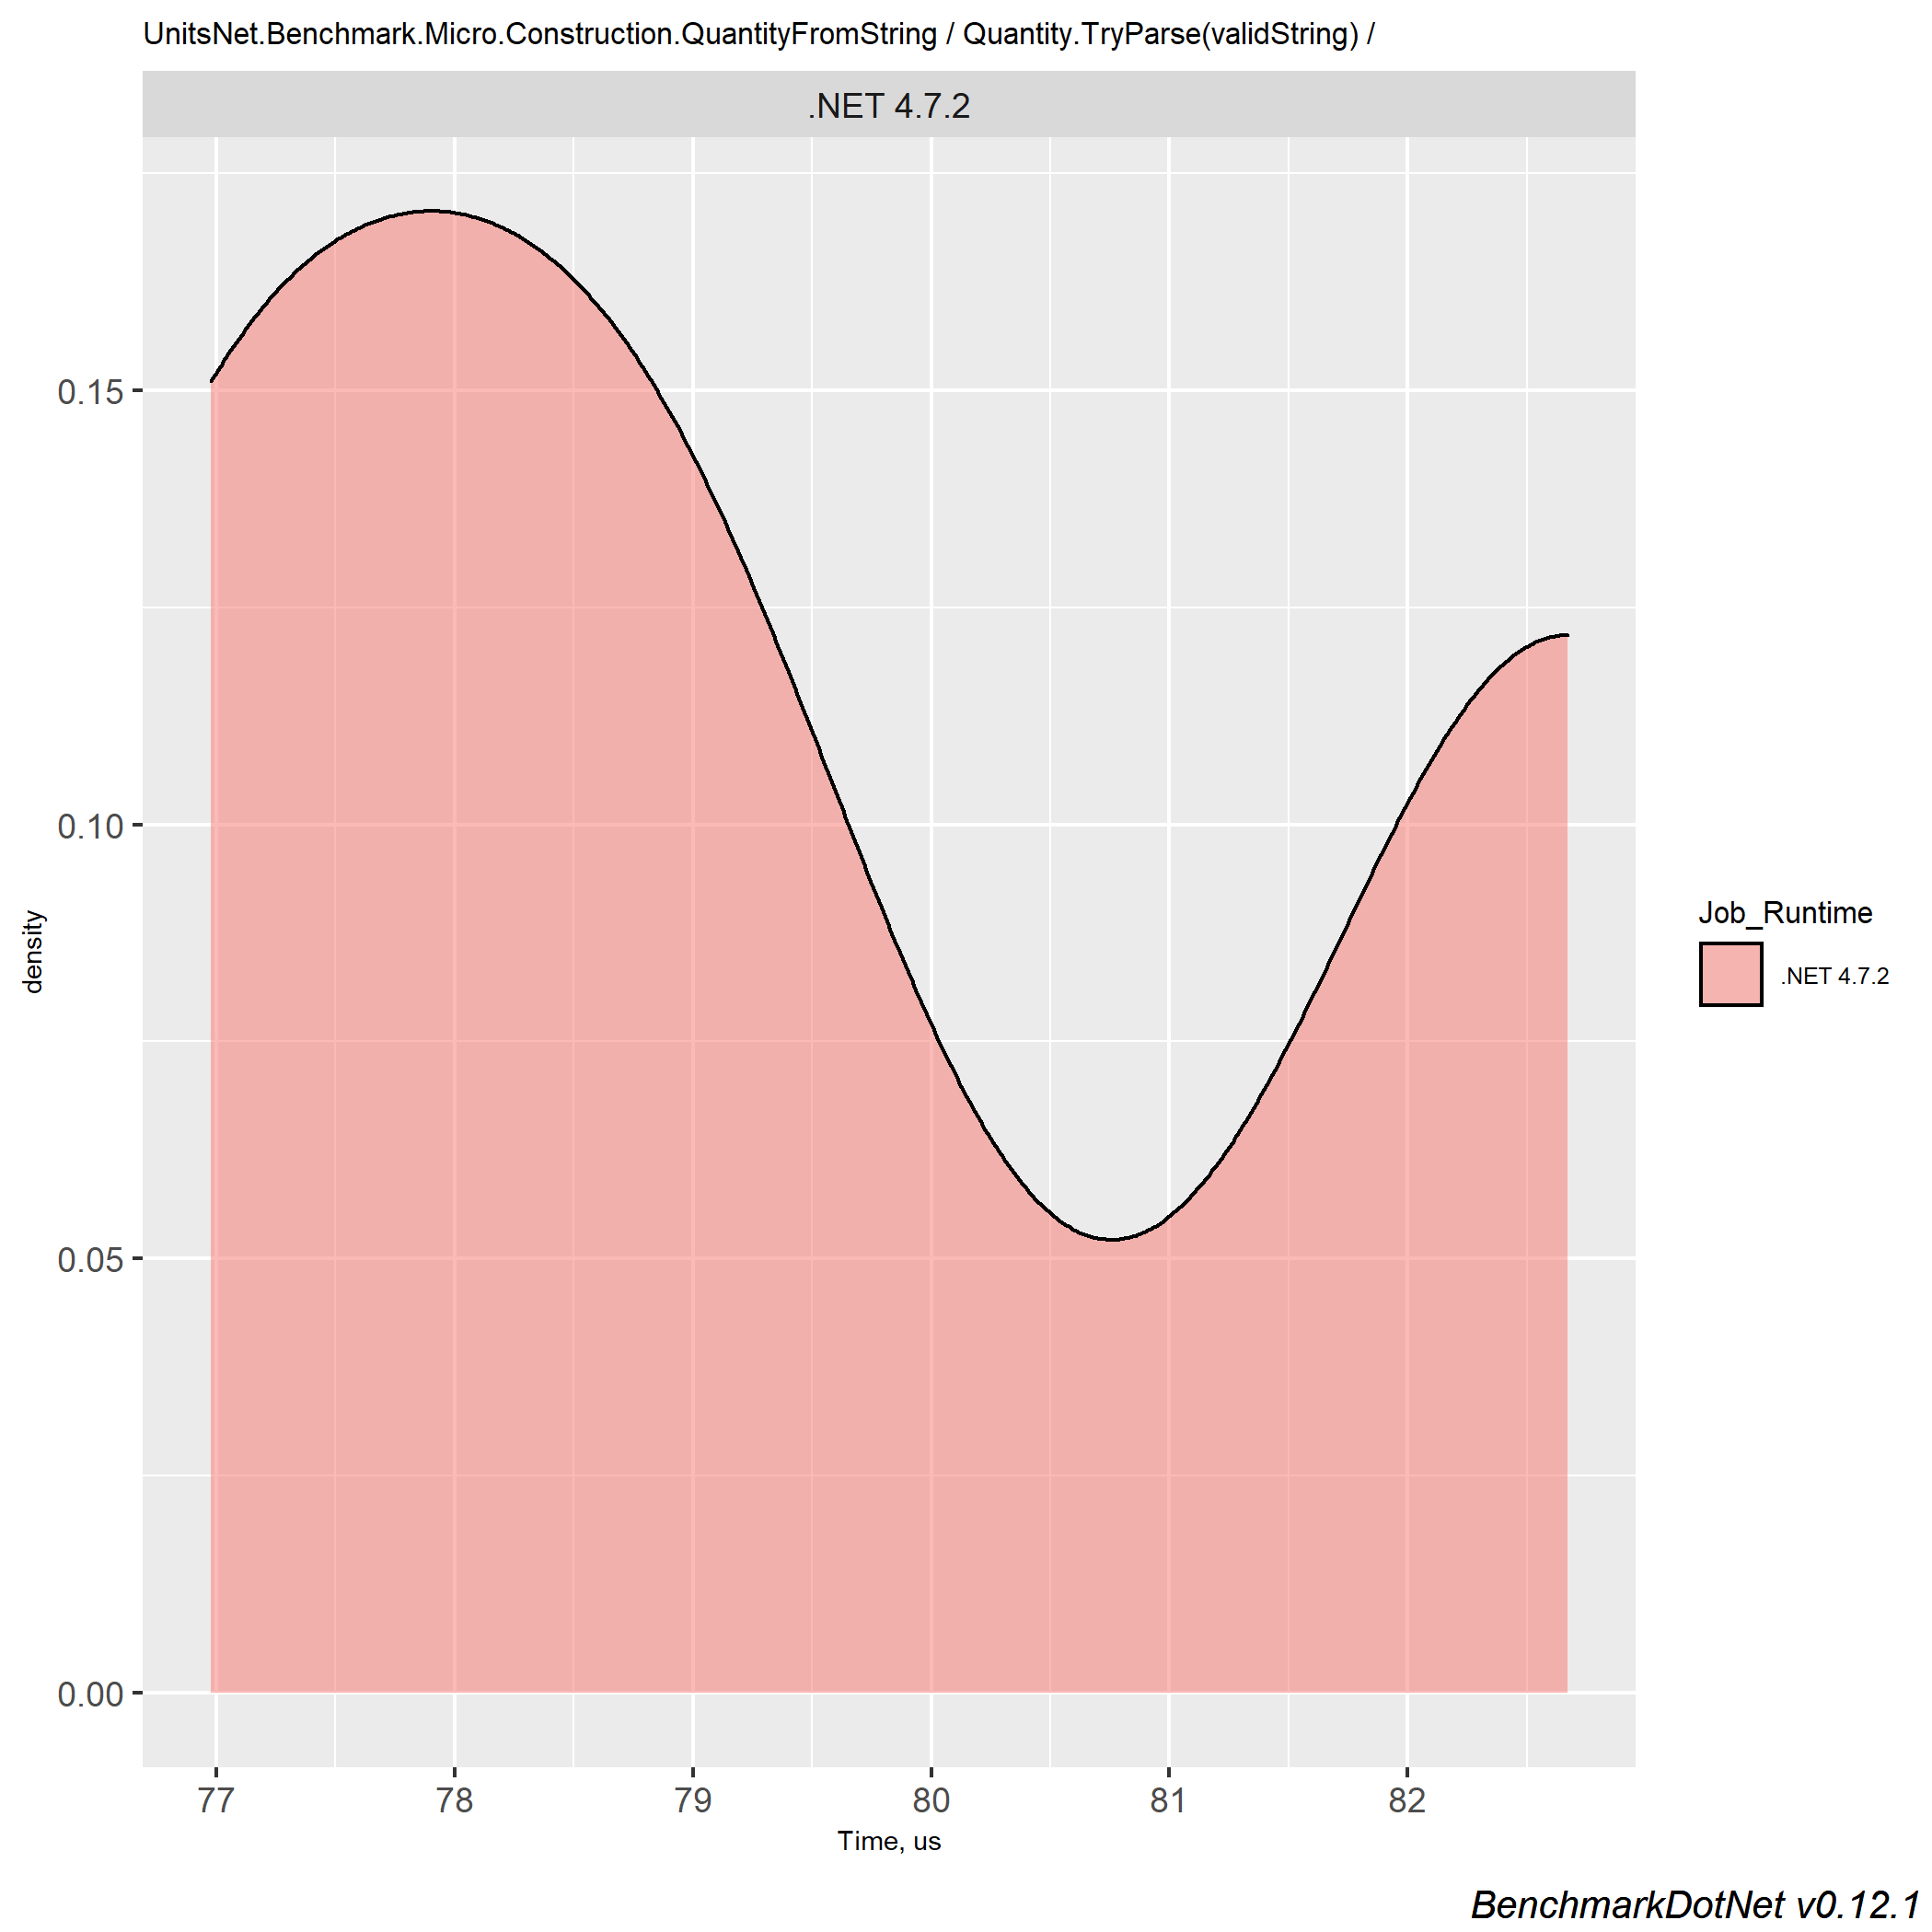 UnitsNet.Benchmark.Micro.Construction.QuantityFromString / Quantity.TryParse(validString) /
.NET 4.7.2
0.15
0.10
0.05
0.00
density
77 78 79 80 81 82
Time, us
Job_Runtime
.NET 4.7.2
BenchmarkDotNet v0.12.1